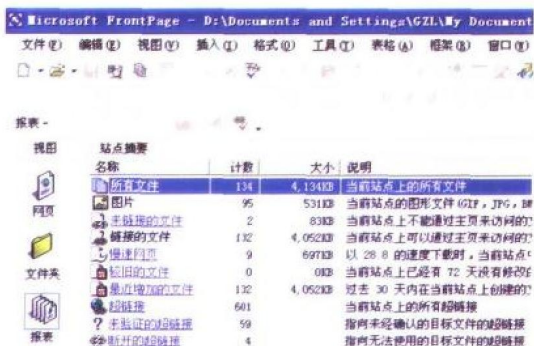 Microsoft FrontPage - D:\Documents and Settings\GZL\My Document
文件(F) 编辑(E) 视图(V) 插入(I) 格式(O) 工具(T) 表格(A) 框架(R) 窗口(W)
报表 -
视图
站点摘要
名称 计数 大小 说明
所有文件 134 4,134KB 当前站点上的所有文件
图片 95 531KB 当前站点的图形文件(GIF，JPG，BM
未链接的文件 2 83KB 当前站点上不能通过主页来访问的
链接的文件 132 4,052KB 当前站点上可以通过主页来访问的
慢速网页 9 697KB 以 28.8 的速度下载时，当前站点
较旧的文件 0 0KB 当前站点上已经有 72 天没有修改
最近增加的文件 132 4,052KB 过去 30 天内在当前站点上创建的
超链接 601 当前站点上的所有超链接
未验证的超链接 59 指向未经确认的目标文件的超链接
断开的超链接 4 指向无法使用的目标文件的超链接
网页
文件夹
报表